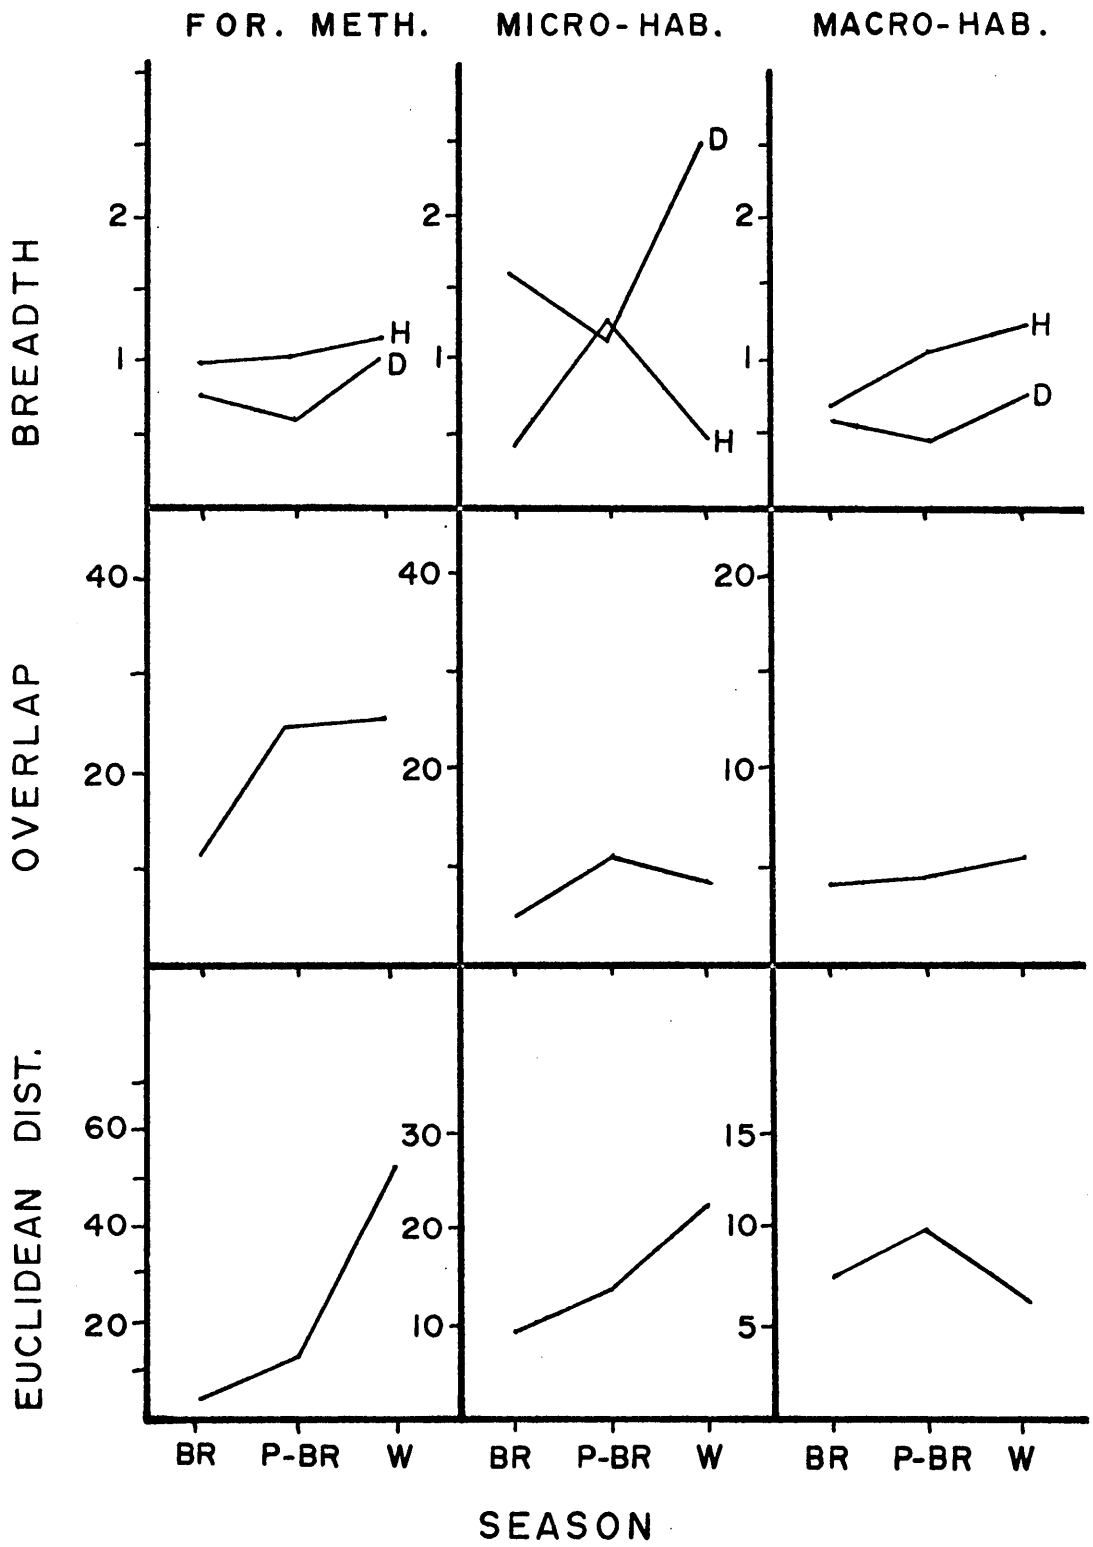 FOR. METH. MICRO-HAB. MACRO-HAB.
BREADTH
2
1
H
D
2
1
D
H
2
1
H
D
OVERLAP
40
20
40
20
20
10
EUCLIDEAN DIST.
60
40
20
30
20
10
15
10
5
BR P-BR W BR P-BR W BR P-BR W
SEASON